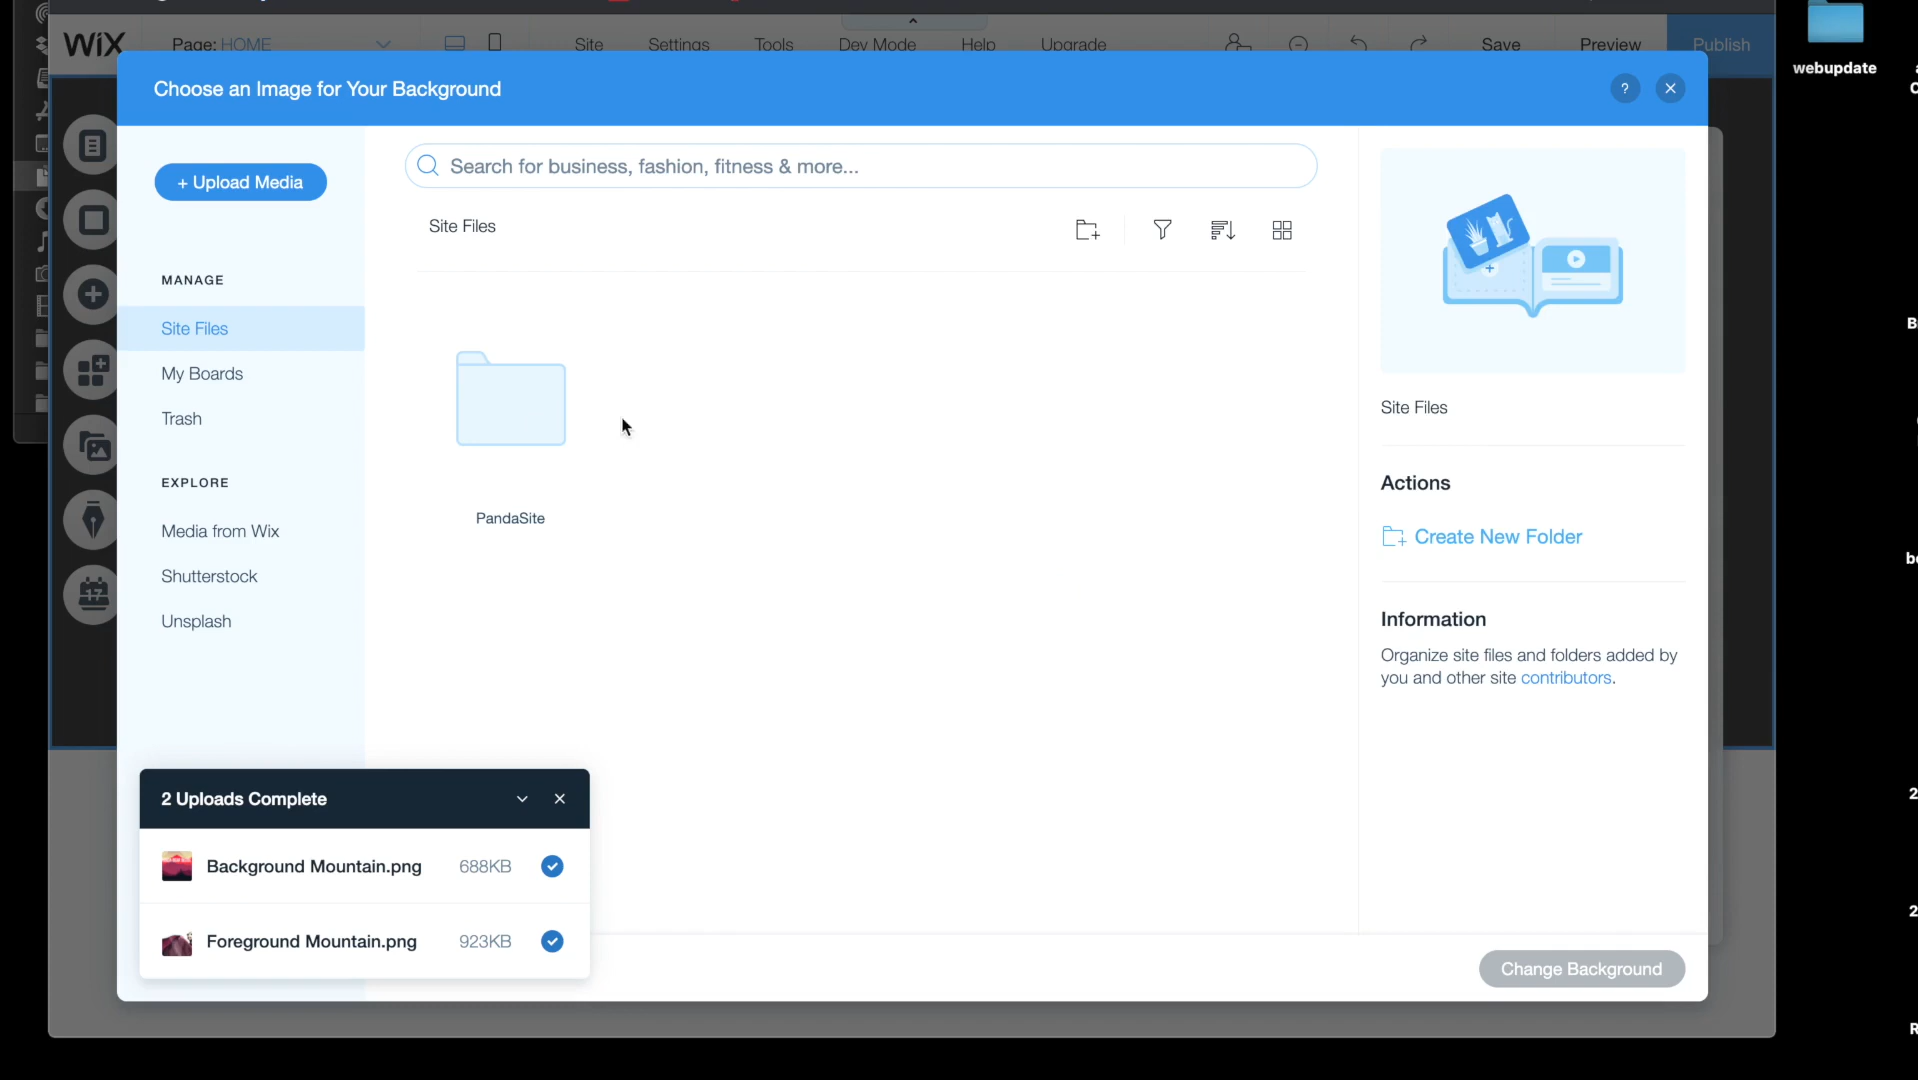 WiX
Page: HOME
Site
Settings
Tools
Dev Mode
Help
Upgrade
Save
Preview
Publish
webupdate
Choose an Image for Your Background
?
+ Upload Media
Search for business, fashion, fitness & more...
Site Files
MANAGE
Site Files
My Boards
Trash
EXPLORE
Media from Wix
Shutterstock
Unsplash
17
PandaSite
Site Files
Actions
Create New Folder
Information
Organize site files and folders added by
you and other site contributors.
2 Uploads Complete
Background Mountain.png 688KB
Foreground Mountain.png 923KB
Change Background